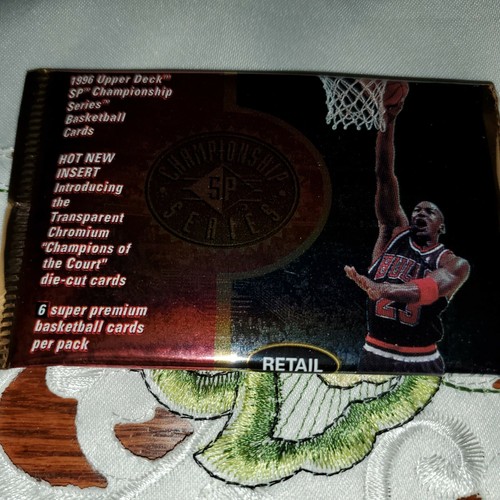 1996 Upper Deck™
SP™ Championship
Series™
Basketball
Cards
HOT NEW
INSERT
Introducing
the
Transparent
Chromium
"Champions of
the Court"
die-cut cards
6 super premium
basketball cards
per pack
CHAMPIONSHIP
SP
SERIES
BULLS
23
RETAIL